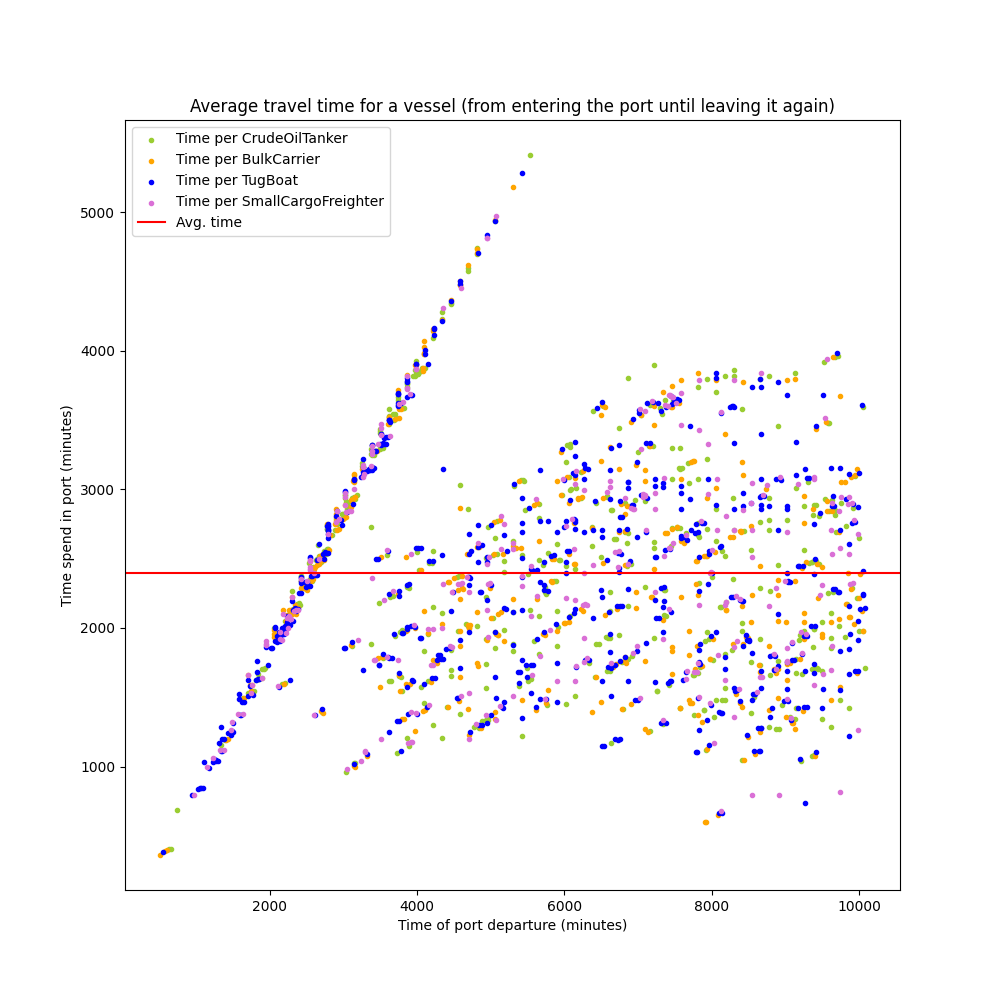 Average travel time for a vessel (from entering the port until leaving it again)
Time per CrudeOilTanker
Time per BulkCarrier
Time per TugBoat
Time per SmallCargoFreighter
Avg. time
Time spend in port (minutes)
5000
4000
3000
2000
1000
2000 4000 6000 8000 10000
Time of port departure (minutes)